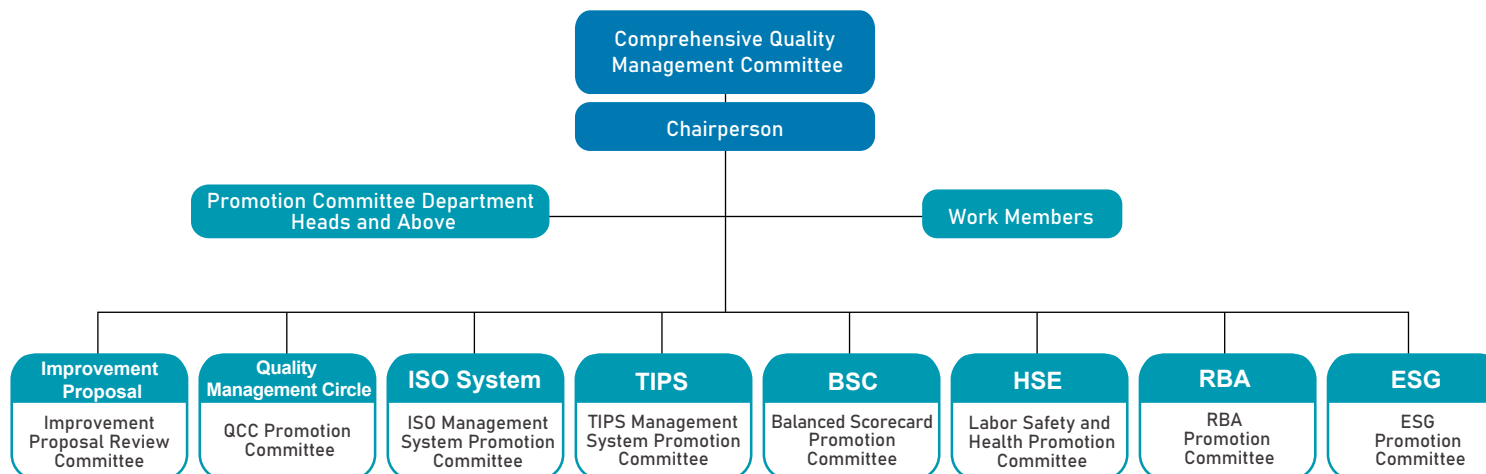 Comprehensive Quality
Management Committee
Chairperson
Promotion Committee Department
Heads and Above
Work Members
Improvement
Proposal
Improvement
Proposal Review
Committee
Quality
Management Circle
QCC Promotion
Committee
ISO System
ISO Management
System Promotion
Committee
TIPS
TIPS Management
System Promotion
Committee
BSC
Balanced Scorecard
Promotion
Committee
HSE
Labor Safety and
Health Promotion
Committee
RBA
RBA
Promotion
Committee
ESG
ESG
Promotion
Committee